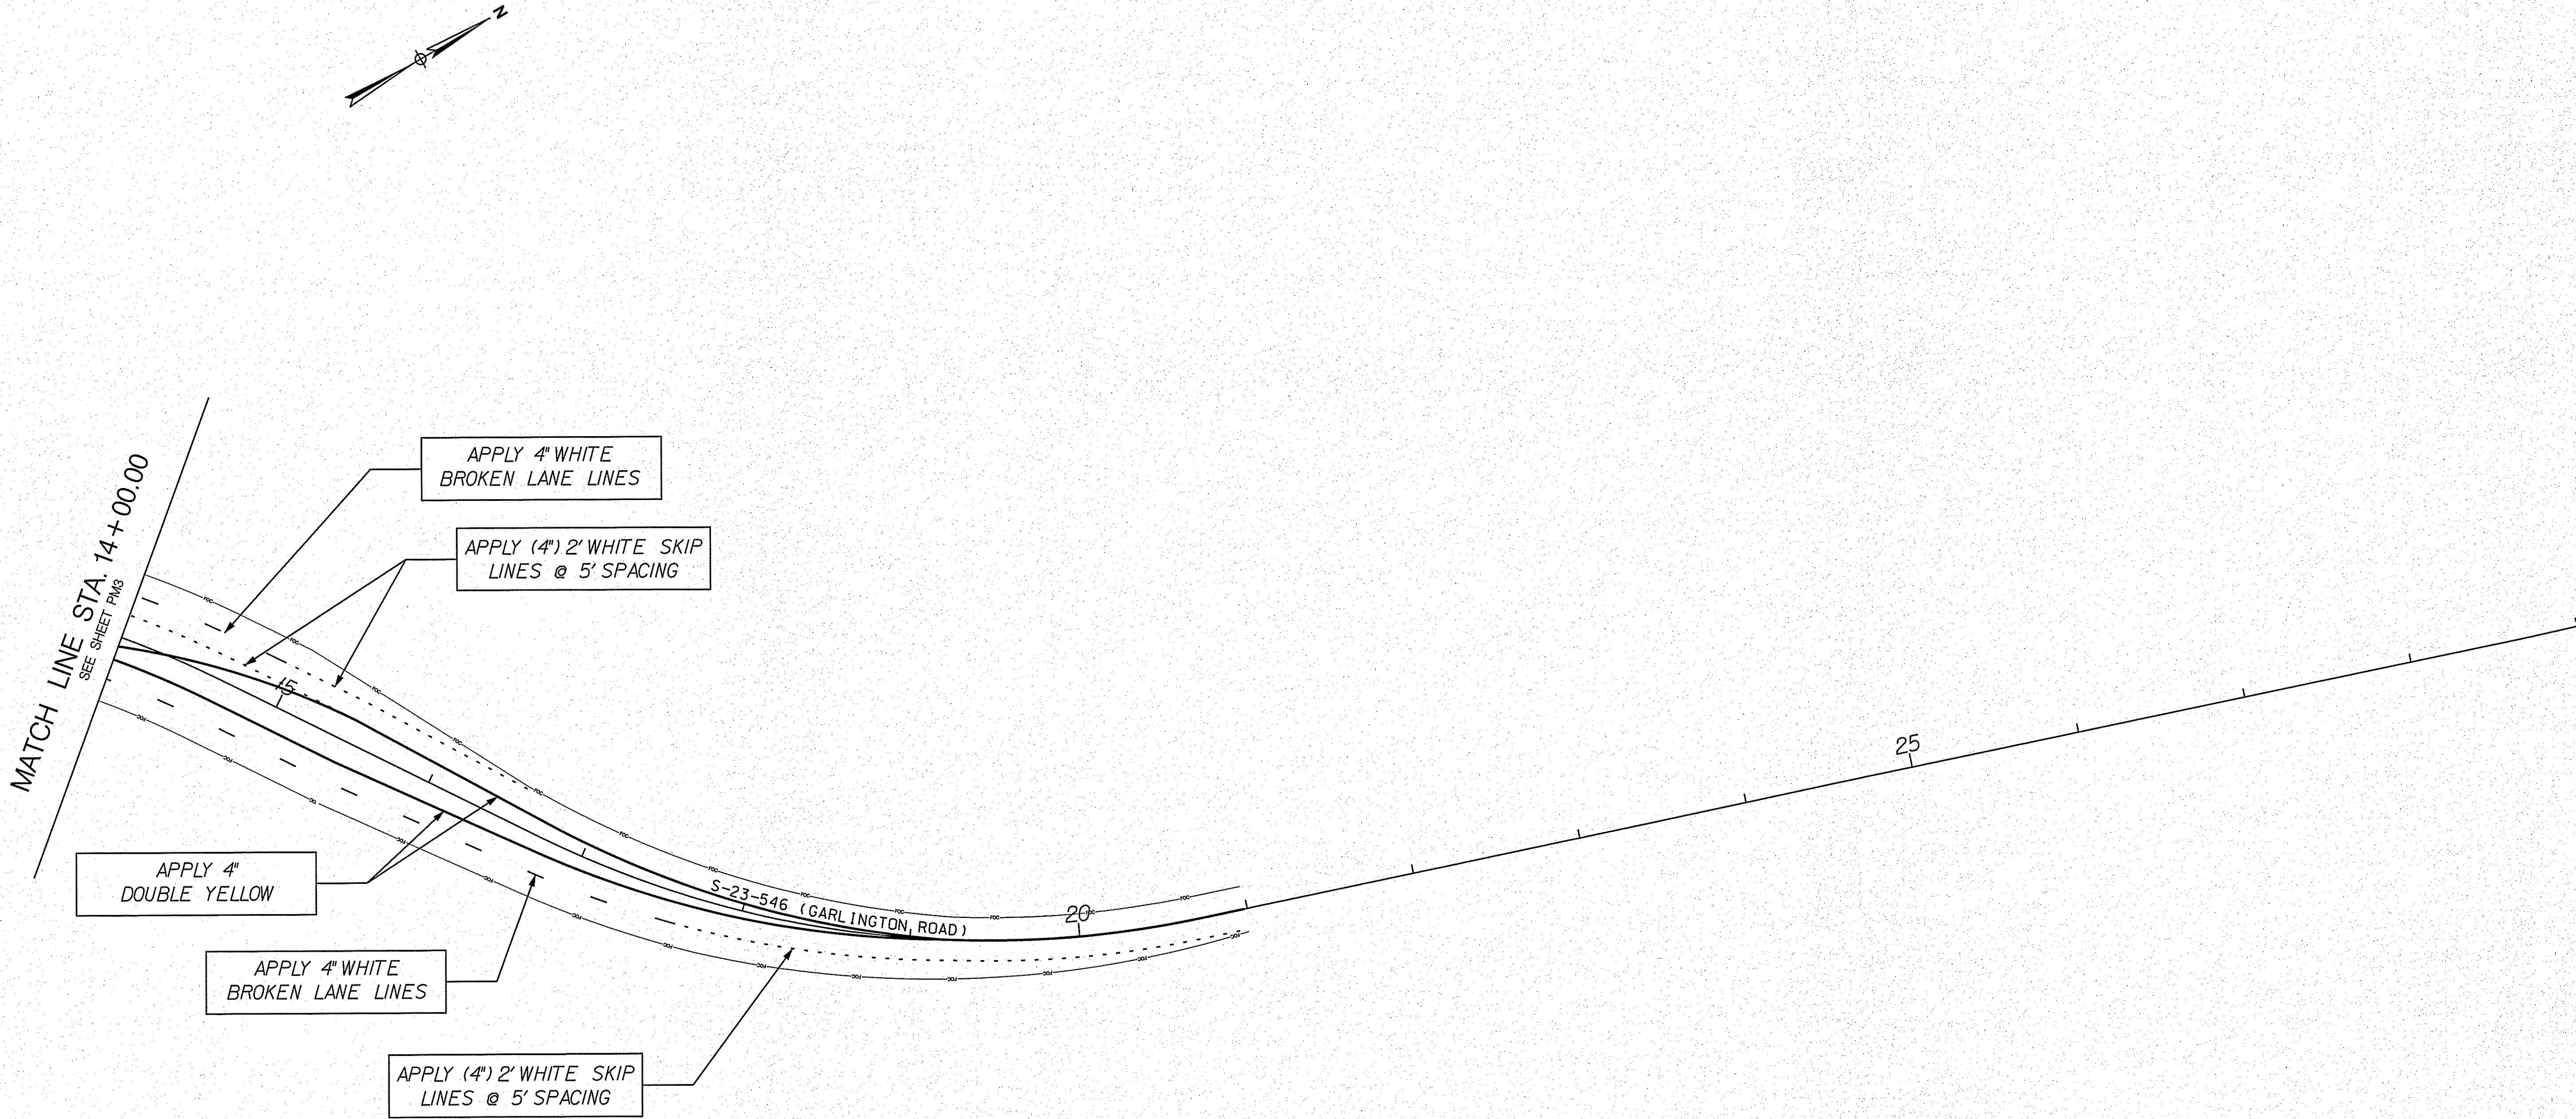 N
APPLY 4" WHITE
BROKEN LANE LINES
APPLY (4") 2' WHITE SKIP
LINES @ 5' SPACING
MATCH LINE STA. 14+00.00
SEE SHEET PM3
15
APPLY 4"
DOUBLE YELLOW
S-23-546 (GARLINGTON ROAD)
20
25
APPLY 4" WHITE
BROKEN LANE LINES
APPLY (4") 2' WHITE SKIP
LINES @ 5' SPACING